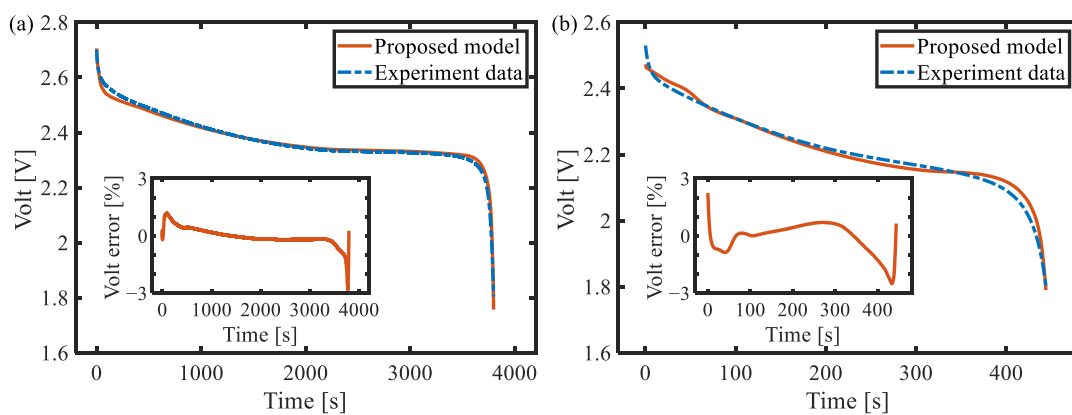 (a)
2.8
2.6
2.4
2.2
2
1.8
1.6
Volt [V]
0
1000
2000
3000
4000
Time [s]
Proposed model
Experiment data
3
0
−3
Volt error [%]
0 1000 2000 3000 4000
Time [s]
(b)
2.6
2.4
2.2
2
1.8
1.6
Volt [V]
0
100
200
300
400
Time [s]
Proposed model
Experiment data
3
0
−3
Volt error [%]
0 100 200 300 400
Time [s]